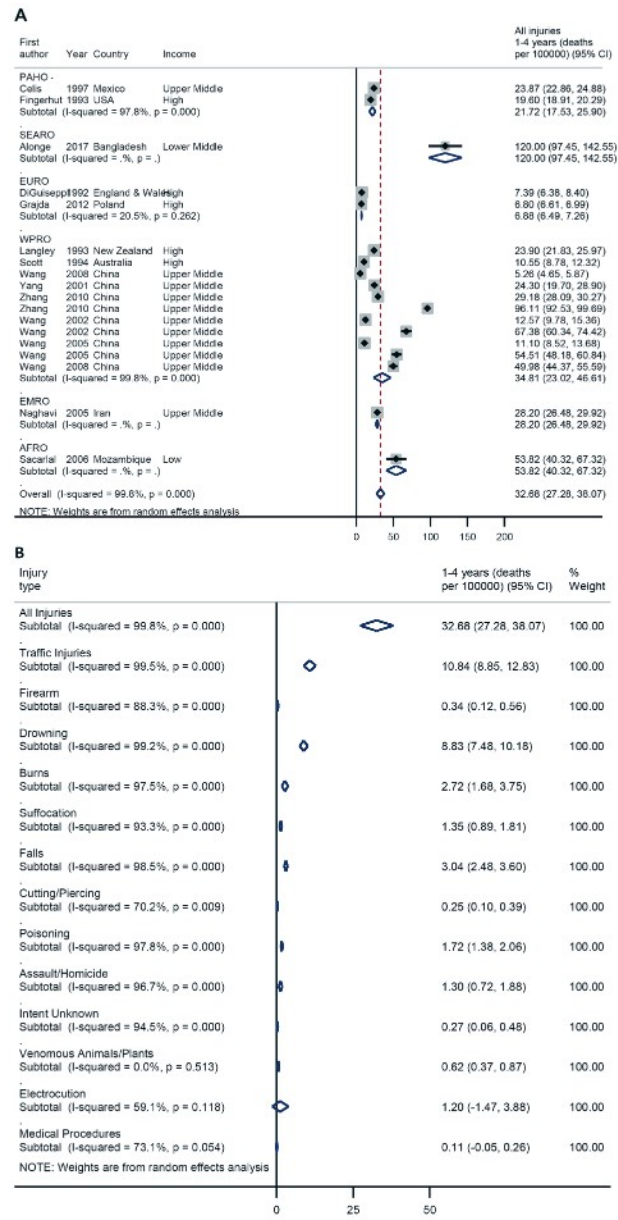 A
All injuries
First 1-4 years (deaths
author Year Country Income per 100000) (95% CI)
PAHO -
Celis 1997 Mexico Upper Middle 23.87 (22.86, 24.88)
Fingerhut 1993 USA High 19.60 (18.91, 20.29)
Subtotal (I-squared = 97.8%, p = 0.000) 21.72 (17.53, 25.90)
.
SEARO
Alonge 2017 Bangladesh Lower Middle 120.00 (97.45, 142.55)
Subtotal (I-squared = .%, p = .) 120.00 (97.45, 142.55)
.
EURO
DiGuiseppi 1992 England & Wales High 7.39 (6.38, 8.40)
Grajda 2012 Poland High 6.80 (6.61, 6.99)
Subtotal (I-squared = 20.5%, p = 0.262) 6.88 (6.49, 7.26)
.
WPRO
Langley 1993 New Zealand High 23.90 (21.83, 25.97)
Scott 1994 Australia High 10.55 (8.78, 12.32)
Wang 2008 China Upper Middle 5.26 (4.65, 5.87)
Yang 2001 China Upper Middle 24.30 (19.70, 28.90)
Zhang 2010 China Upper Middle 29.18 (28.09, 30.27)
Zhang 2010 China Upper Middle 96.11 (92.53, 99.69)
Wang 2002 China Upper Middle 12.57 (9.78, 15.36)
Wang 2002 China Upper Middle 67.38 (60.34, 74.42)
Wang 2005 China Upper Middle 11.10 (8.52, 13.68)
Wang 2005 China Upper Middle 54.51 (48.18, 60.84)
Wang 2008 China Upper Middle 49.98 (44.37, 55.59)
Subtotal (I-squared = 99.8%, p = 0.000) 34.81 (23.02, 46.61)
.
EMRO
Naghavi 2005 Iran Upper Middle 28.20 (26.48, 29.92)
Subtotal (I-squared = .%, p = .) 28.20 (26.48, 29.92)
.
AFRO
Sacarlal 2006 Mozambique Low 53.82 (40.32, 67.32)
Subtotal (I-squared = .%, p = .) 53.82 (40.32, 67.32)
.
Overall (I-squared = 99.8%, p = 0.000) 32.68 (27.28, 38.07)
NOTE: Weights are from random effects analysis
0 50 100 150 200
B
Injury 1-4 years (deaths %
type per 100000) (95% CI) Weight
All Injuries
Subtotal (I-squared = 99.8%, p = 0.000) 32.68 (27.28, 38.07) 100.00
.
Traffic Injuries
Subtotal (I-squared = 99.5%, p = 0.000) 10.84 (8.85, 12.83) 100.00
.
Firearm
Subtotal (I-squared = 88.3%, p = 0.000) 0.34 (0.12, 0.56) 100.00
.
Drowning
Subtotal (I-squared = 99.2%, p = 0.000) 8.83 (7.48, 10.18) 100.00
.
Burns
Subtotal (I-squared = 97.5%, p = 0.000) 2.72 (1.68, 3.75) 100.00
.
Suffocation
Subtotal (I-squared = 93.3%, p = 0.000) 1.35 (0.89, 1.81) 100.00
.
Falls
Subtotal (I-squared = 98.5%, p = 0.000) 3.04 (2.48, 3.60) 100.00
.
Cutting/Piercing
Subtotal (I-squared = 70.2%, p = 0.009) 0.25 (0.10, 0.39) 100.00
.
Poisoning
Subtotal (I-squared = 97.8%, p = 0.000) 1.72 (1.38, 2.06) 100.00
.
Assault/Homicide
Subtotal (I-squared = 96.7%, p = 0.000) 1.30 (0.72, 1.88) 100.00
.
Intent Unknown
Subtotal (I-squared = 94.5%, p = 0.000) 0.27 (0.06, 0.48) 100.00
.
Venomous Animals/Plants
Subtotal (I-squared = 0.0%, p = 0.513) 0.62 (0.37, 0.87) 100.00
.
Electrocution
Subtotal (I-squared = 59.1%, p = 0.118) 1.20 (-1.47, 3.88) 100.00
.
Medical Procedures
Subtotal (I-squared = 73.1%, p = 0.054) 0.11 (-0.05, 0.26) 100.00
NOTE: Weights are from random effects analysis
0 25 50